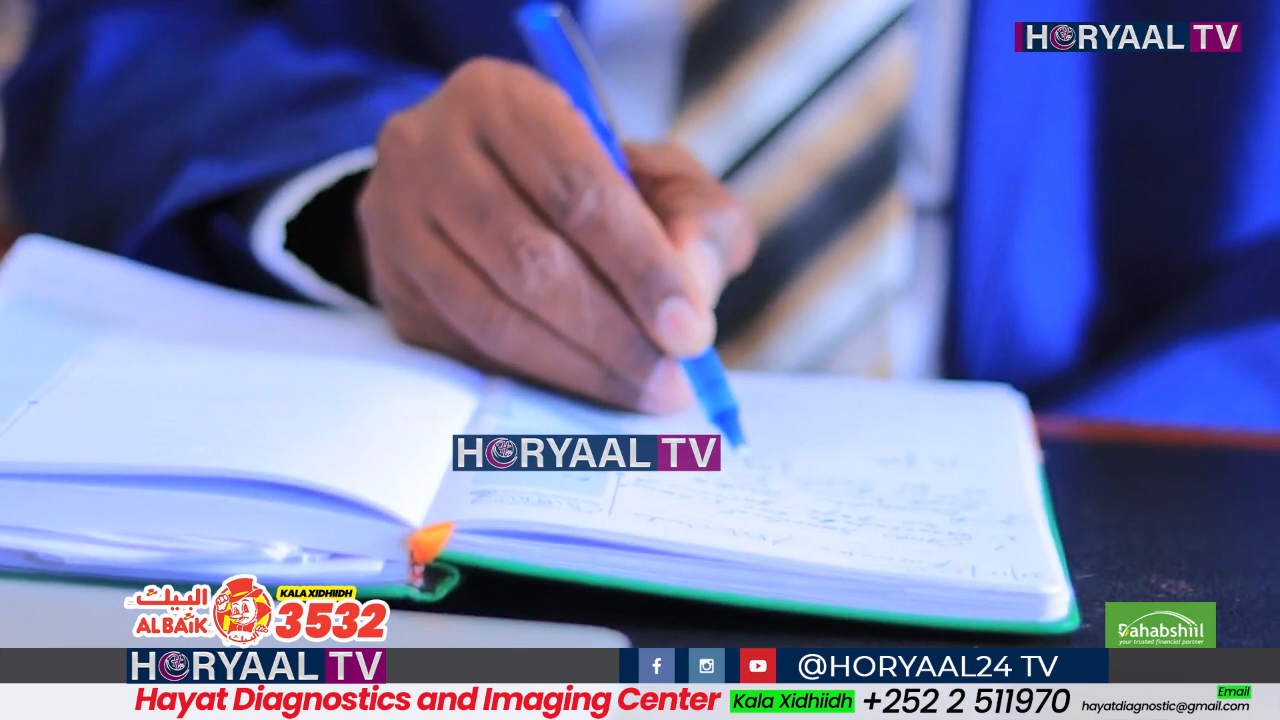 HORYAAL TV
HORYAAL TV
البيك
ALBAIK
KALA XIDHIIDH
3532
Dahabshiil
your trusted financial partner
HORYAAL TV
@HORYAAL24 TV
Hayat Diagnostics and Imaging Center
Kala Xidhiidh
+252 2 511970
Email
hayatdiagnostic@gmail.com